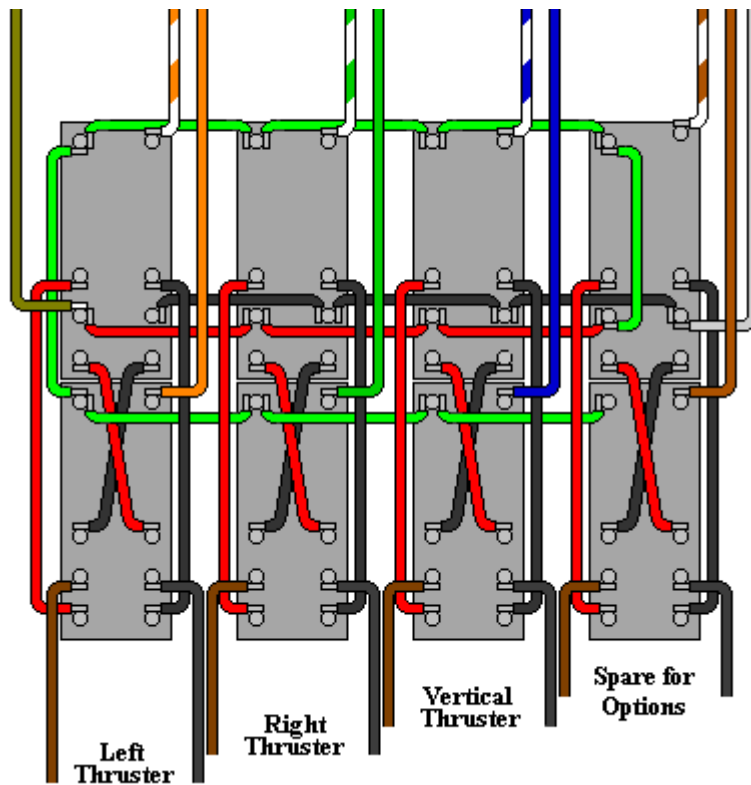 Left
Thruster
Right
Thruster
Vertical
Thruster
Spare for
Options